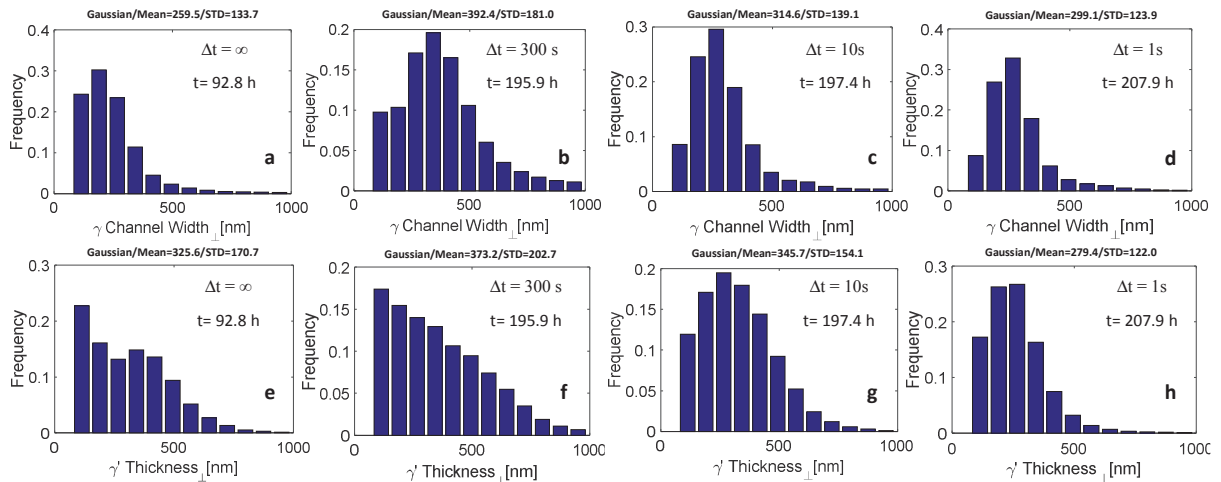 Gaussian/Mean=259.5/STD=133.7
0.4
0.3
0.2
0.1
0
Frequency
Δt = ∞
t= 92.8 h
a
0 500 1000
γ Channel Width⊥[nm]
Gaussian/Mean=392.4/STD=181.0
0.2
0.15
0.1
0.05
0
Frequency
Δt = 300 s
t= 195.9 h
b
0 500 1000
γ Channel Width⊥[nm]
Gaussian/Mean=314.6/STD=139.1
0.3
0.2
0.1
0
Frequency
Δt = 10s
t= 197.4 h
c
0 500 1000
γ Channel Width⊥[nm]
Gaussian/Mean=299.1/STD=123.9
0.4
0.3
0.2
0.1
0
Frequency
Δt = 1s
t= 207.9 h
d
0 500 1000
γ Channel Width⊥[nm]
Gaussian/Mean=325.6/STD=170.7
0.3
0.2
0.1
0
Frequency
Δt = ∞
t= 92.8 h
e
0 500 1000
γ' Thickness⊥[nm]
Gaussian/Mean=373.2/STD=202.7
0.2
0.15
0.1
0.05
0
Frequency
Δt = 300 s
t= 195.9 h
f
0 500 1000
γ' Thickness⊥[nm]
Gaussian/Mean=345.7/STD=154.1
0.2
0.15
0.1
0.05
0
Frequency
Δt = 10s
t= 197.4 h
g
0 500 1000
γ' Thickness⊥[nm]
Gaussian/Mean=279.4/STD=122.0
0.3
0.2
0.1
0
Frequency
Δt = 1s
t= 207.9 h
h
0 500 1000
γ' Thickness⊥[nm]